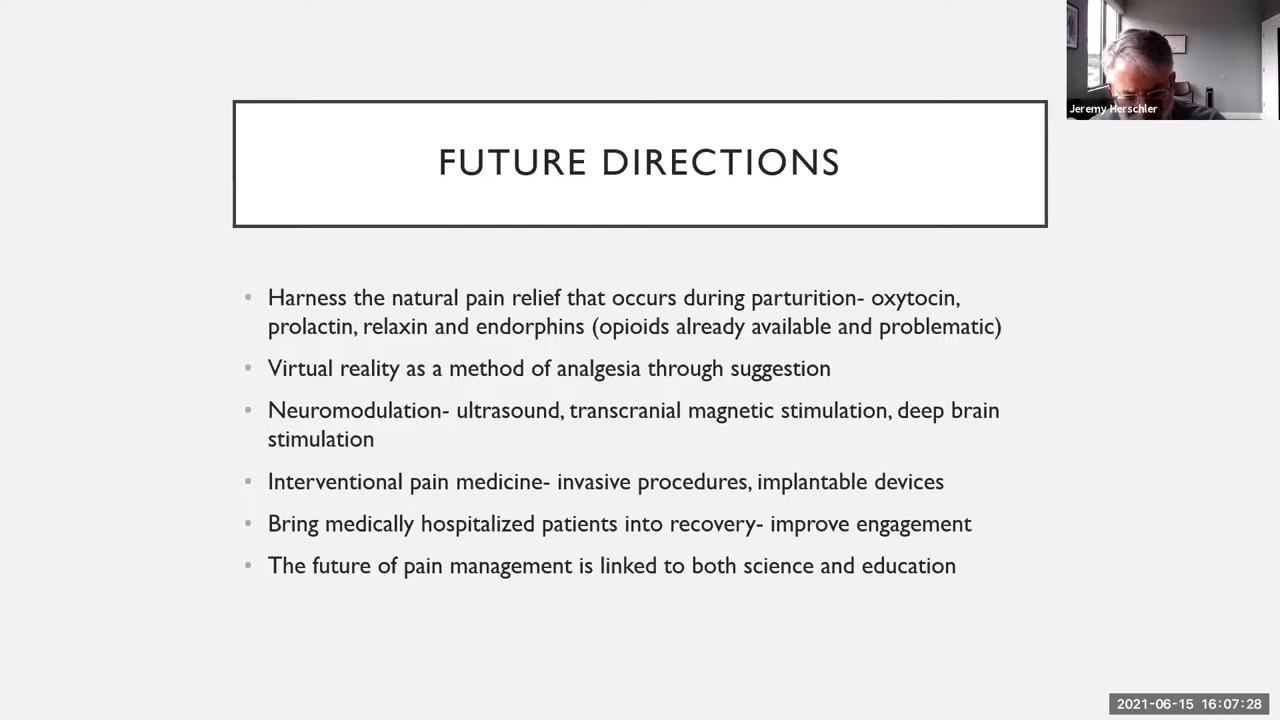 Jeremy Herschler
FUTURE DIRECTIONS
• Harness the natural pain relief that occurs during parturition- oxytocin,
prolactin, relaxin and endorphins (opioids already available and problematic)
• Virtual reality as a method of analgesia through suggestion
• Neuromodulation- ultrasound, transcranial magnetic stimulation, deep brain
stimulation
• Interventional pain medicine- invasive procedures, implantable devices
• Bring medically hospitalized patients into recovery- improve engagement
• The future of pain management is linked to both science and education
2021-06-15 16:07:28